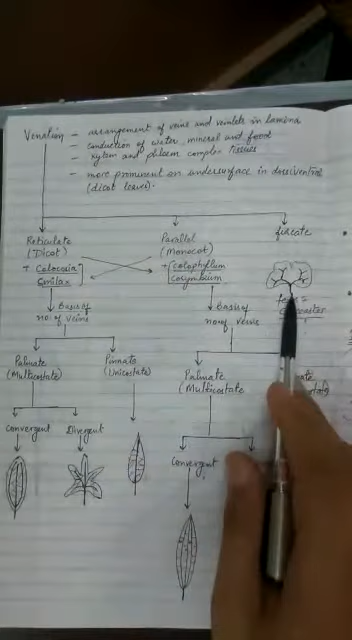 Venation – arrangement of veins and veinlets in lamina
– conduction of water, mineral and food
– xylem and phloem complex tissues
– more prominent on undersurface in dorsiventral
(dicot leaves).
Reticulate
(Dicot)
+ Colocasia
Smilax
Parallel
(Monocot)
+ Calophyllum
Corymbium
furcate
Basis of
no. of veins
Basis of
no of veins
Palmate
(Multicostate)
Pinnate
(Unicostate)
Palmate
(Multicostate
Convergent
Divergent
Convergent